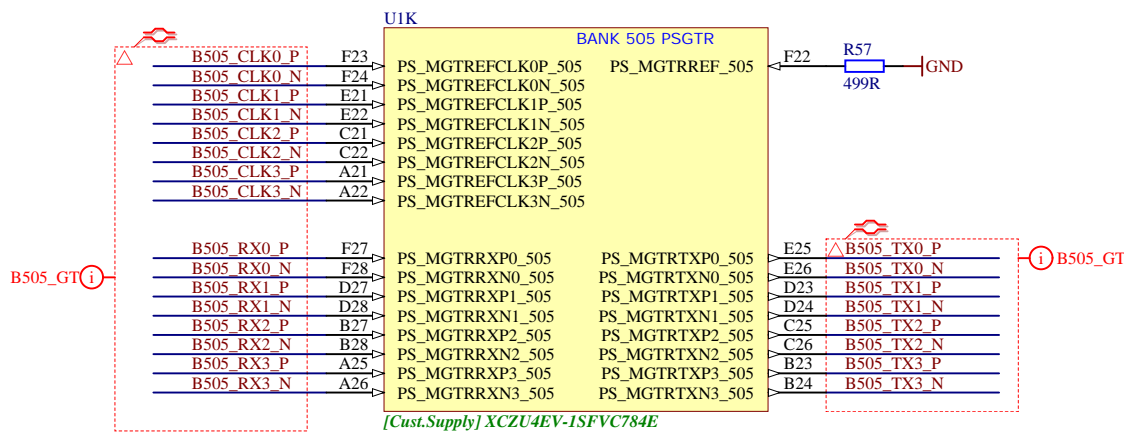 U1K
BANK 505 PSGTR
B505_CLK0_P F23 PS_MGTREFCLK0P_505 PS_MGTRREF_505 F22 R57 GND
499R
B505_CLK0_N F24 PS_MGTREFCLK0N_505
B505_CLK1_P E21 PS_MGTREFCLK1P_505
B505_CLK1_N E22 PS_MGTREFCLK1N_505
B505_CLK2_P C21 PS_MGTREFCLK2P_505
B505_CLK2_N C22 PS_MGTREFCLK2N_505
B505_CLK3_P A21 PS_MGTREFCLK3P_505
B505_CLK3_N A22 PS_MGTREFCLK3N_505
B505_RX0_P F27 PS_MGTRRXP0_505 PS_MGTRTXP0_505 E25 B505_TX0_P
B505_RX0_N F28 PS_MGTRRXN0_505 PS_MGTRTXN0_505 E26 B505_TX0_N
B505_GT i
i B505_GT
B505_RX1_P D27 PS_MGTRRXP1_505 PS_MGTRTXP1_505 D23 B505_TX1_P
B505_RX1_N D28 PS_MGTRRXN1_505 PS_MGTRTXN1_505 D24 B505_TX1_N
B505_RX2_P B27 PS_MGTRRXP2_505 PS_MGTRTXP2_505 C25 B505_TX2_P
B505_RX2_N B28 PS_MGTRRXN2_505 PS_MGTRTXN2_505 C26 B505_TX2_N
B505_RX3_P A25 PS_MGTRRXP3_505 PS_MGTRTXP3_505 B23 B505_TX3_P
B505_RX3_N A26 PS_MGTRRXN3_505 PS_MGTRTXN3_505 B24 B505_TX3_N
[Cust.Supply] XCZU4EV-1SFVC784E